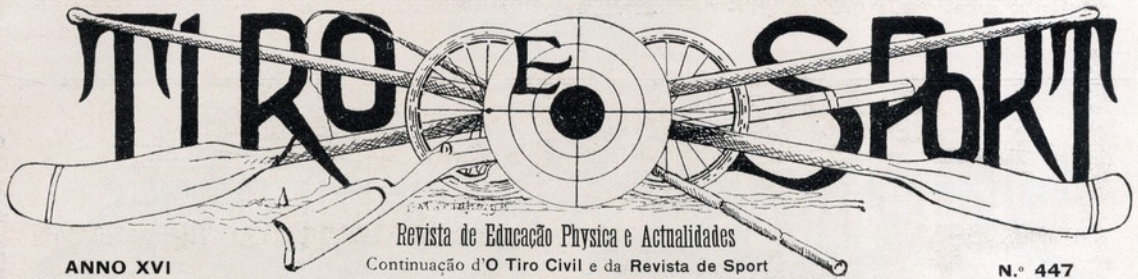 TIRO E SPORT
Revista de Educação Physica e Actualidades
Continuação d'O Tiro Civil e da Revista de Sport
ANNO XVI
N.º 447